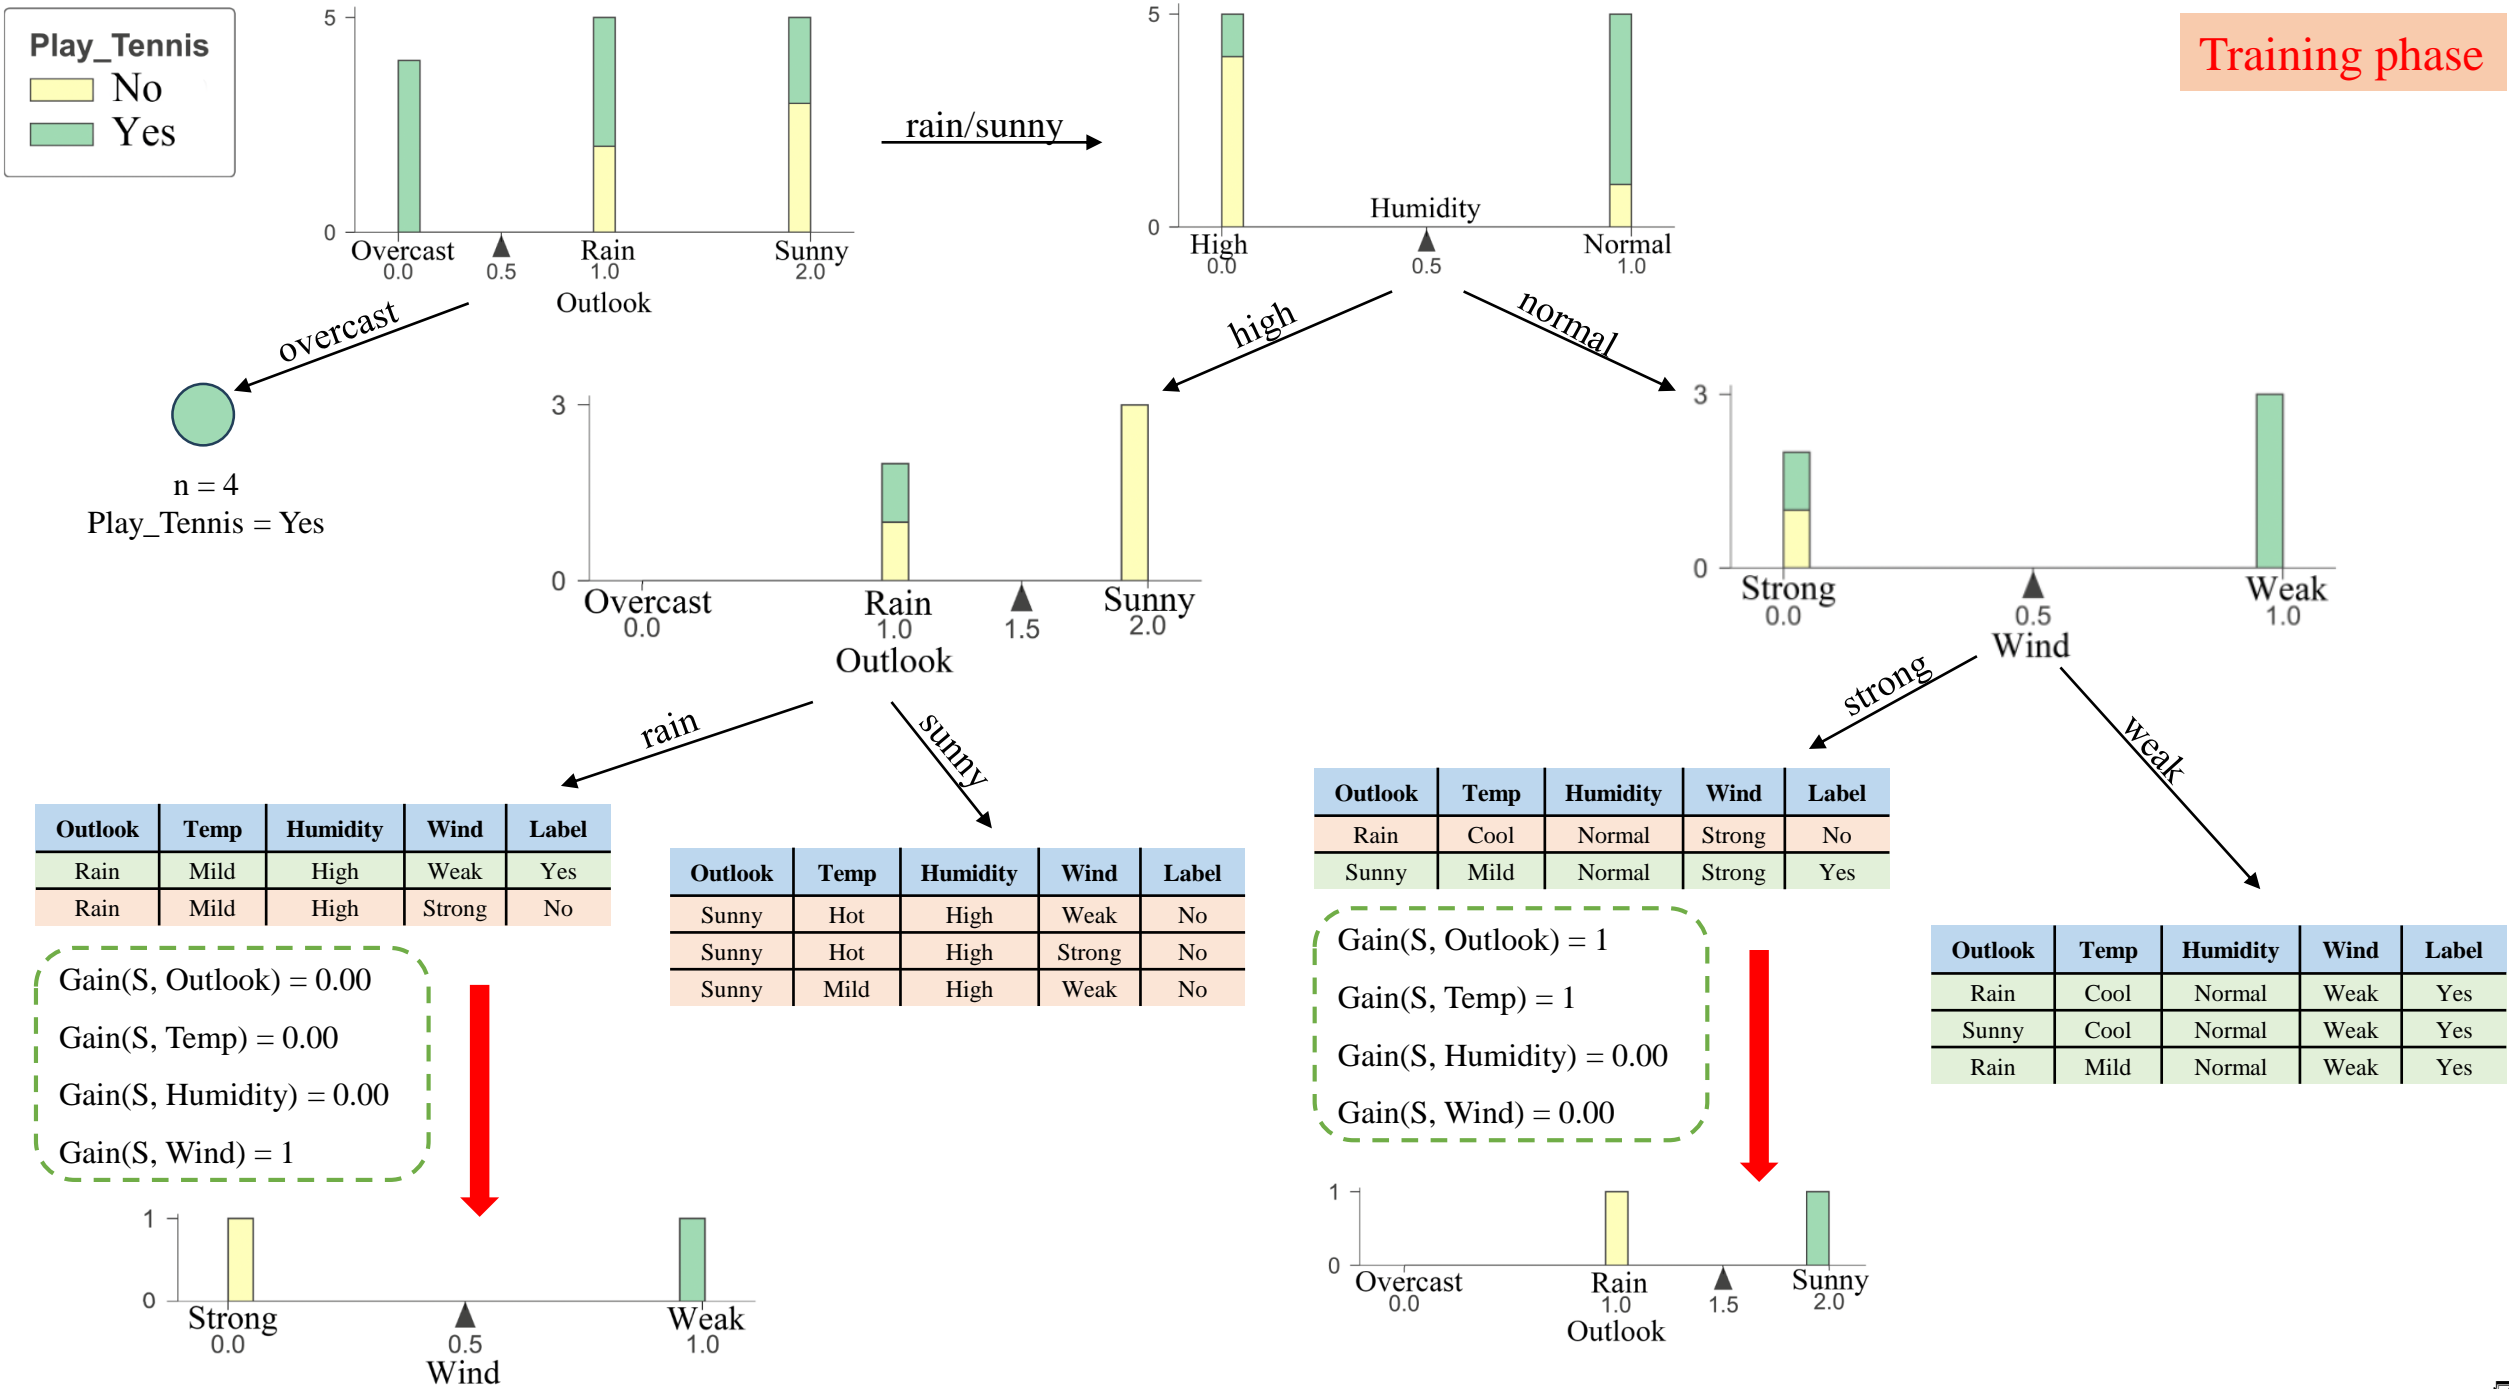 Training phase
Play_Tennis
No
Yes
5
0
Overcast
Rain
Sunny
0.0
0.5
1.0
2.0
Outlook
rain/sunny
5
0
Humidity
High
Normal
0.0
0.5
1.0
overcast
high
normal
n = 4
Play_Tennis = Yes
3
0
Overcast
Rain
Sunny
0.0
1.0
1.5
2.0
Outlook
3
0
Strong
Weak
0.0
0.5
1.0
Wind
rain
sunny
strong
weak
Outlook Temp Humidity Wind Label
Rain Mild High Weak Yes
Rain Mild High Strong No
Outlook Temp Humidity Wind Label
Sunny Hot High Weak No
Sunny Hot High Strong No
Sunny Mild High Weak No
Outlook Temp Humidity Wind Label
Rain Cool Normal Strong No
Sunny Mild Normal Strong Yes
Outlook Temp Humidity Wind Label
Rain Cool Normal Weak Yes
Sunny Cool Normal Weak Yes
Rain Mild Normal Weak Yes
Gain(S, Outlook) = 0.00
Gain(S, Temp) = 0.00
Gain(S, Humidity) = 0.00
Gain(S, Wind) = 1
Gain(S, Outlook) = 1
Gain(S, Temp) = 1
Gain(S, Humidity) = 0.00
Gain(S, Wind) = 0.00
1
0
Strong
Weak
0.0
0.5
1.0
Wind
1
0
Overcast
Rain
Sunny
0.0
1.0
1.5
2.0
Outlook